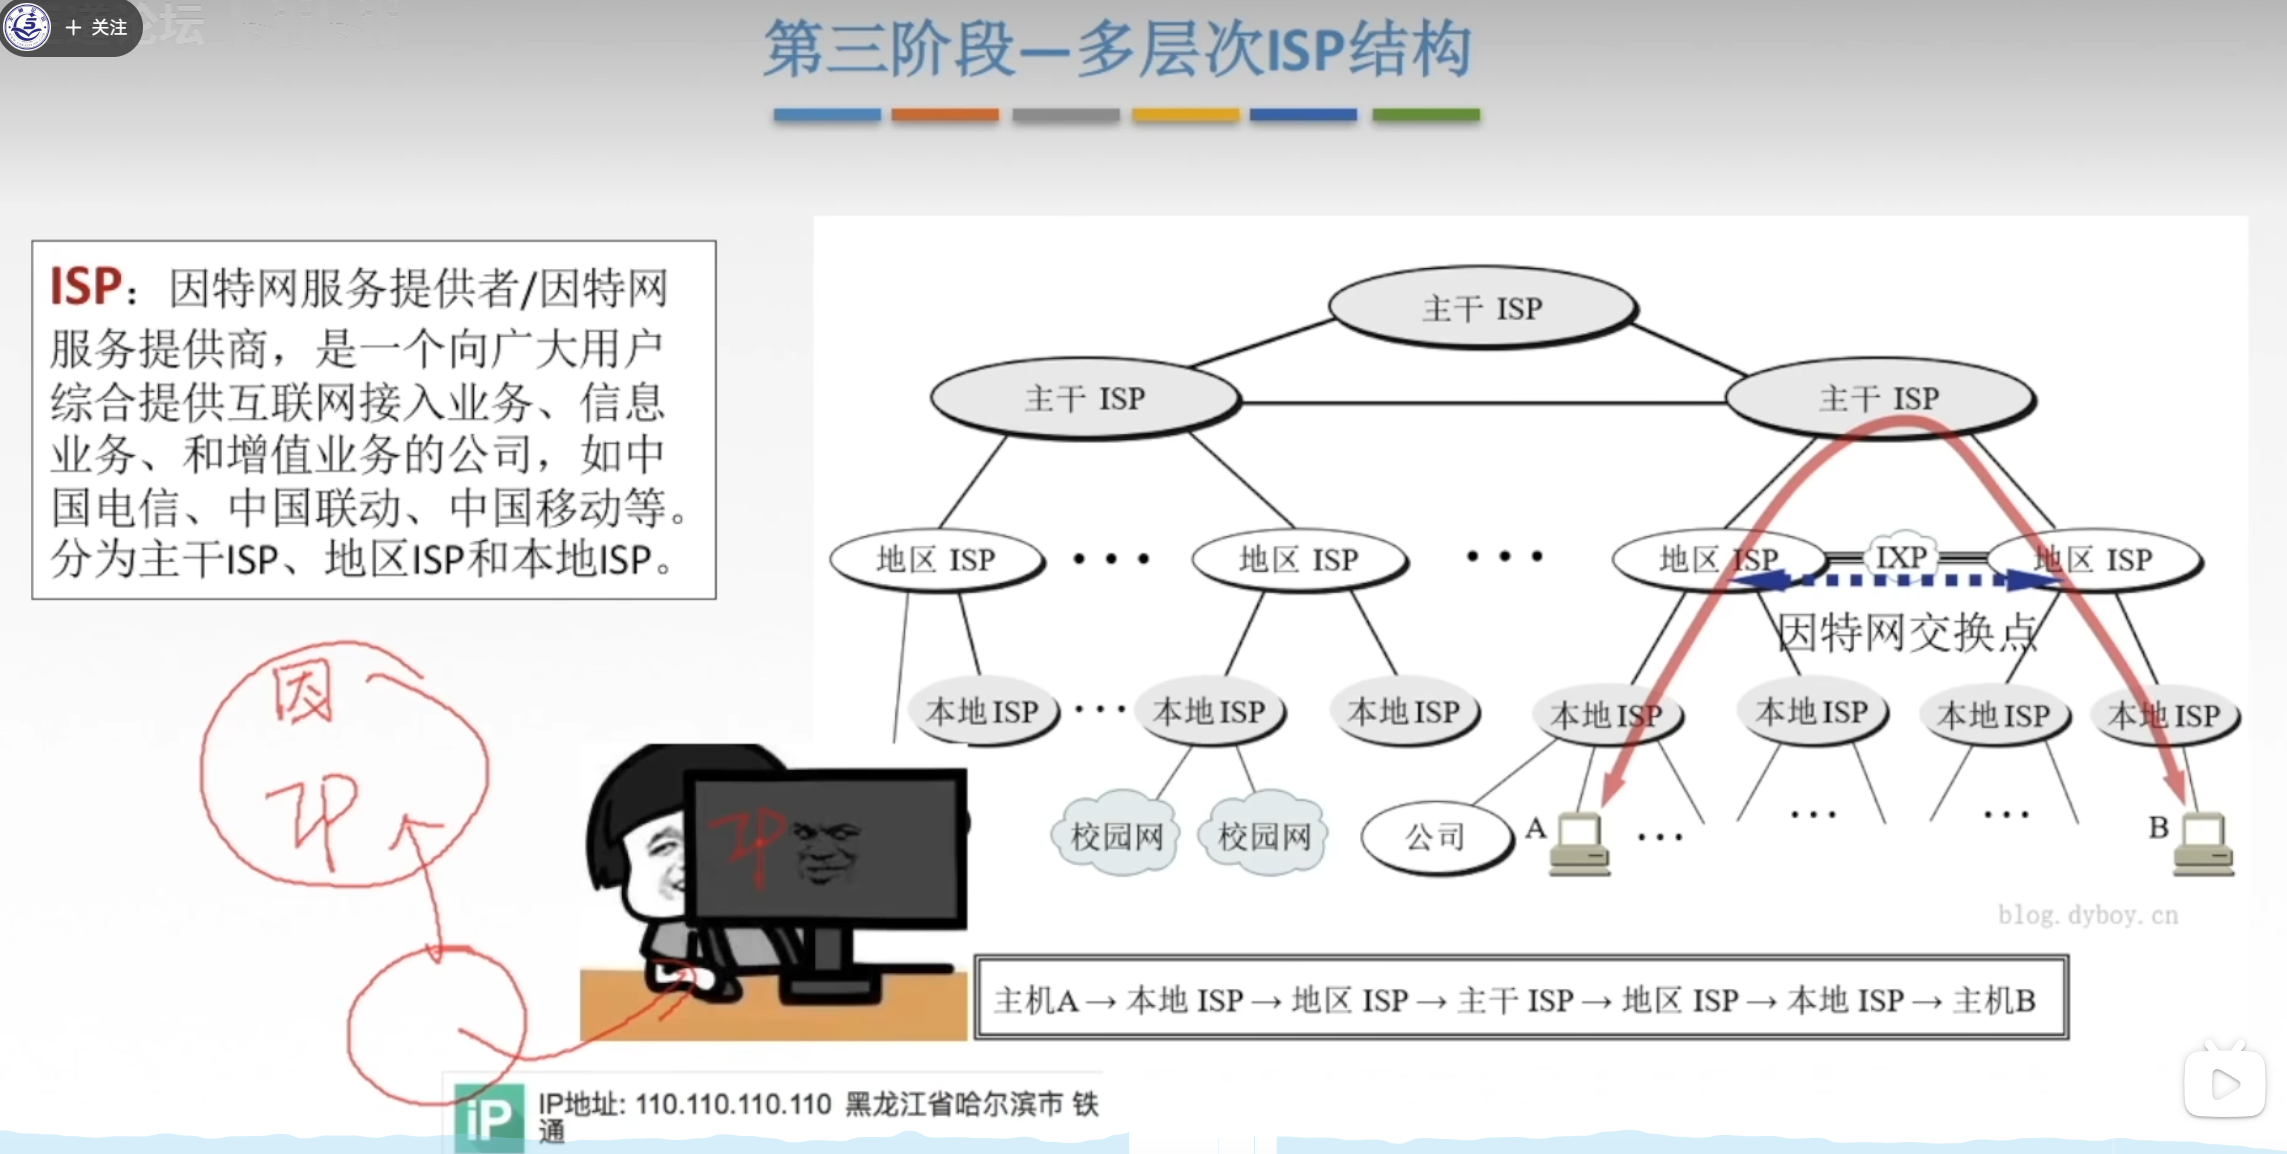 关注
第三阶段—多层次ISP结构
ISP：因特网服务提供者/因特网
服务提供商，是一个向广大用户
综合提供互联网接入业务、信息
业务、和增值业务的公司，如中
国电信、中国联动、中国移动等。
分为主干ISP、地区ISP和本地ISP。
主干 ISP
主干 ISP
主干 ISP
地区 ISP
地区 ISP
地区 ISP
IXP
地区 ISP
因特网交换点
本地ISP
本地ISP
本地ISP
本地ISP
本地ISP
本地ISP
本地ISP
校园网
校园网
公司
A
B
因
IP
IP
blog.dyboy.cn
主机A→本地 ISP→地区 ISP→主干 ISP→地区 ISP→本地 ISP→主机B
iP
IP地址: 110.110.110.110 黑龙江省哈尔滨市 铁
通